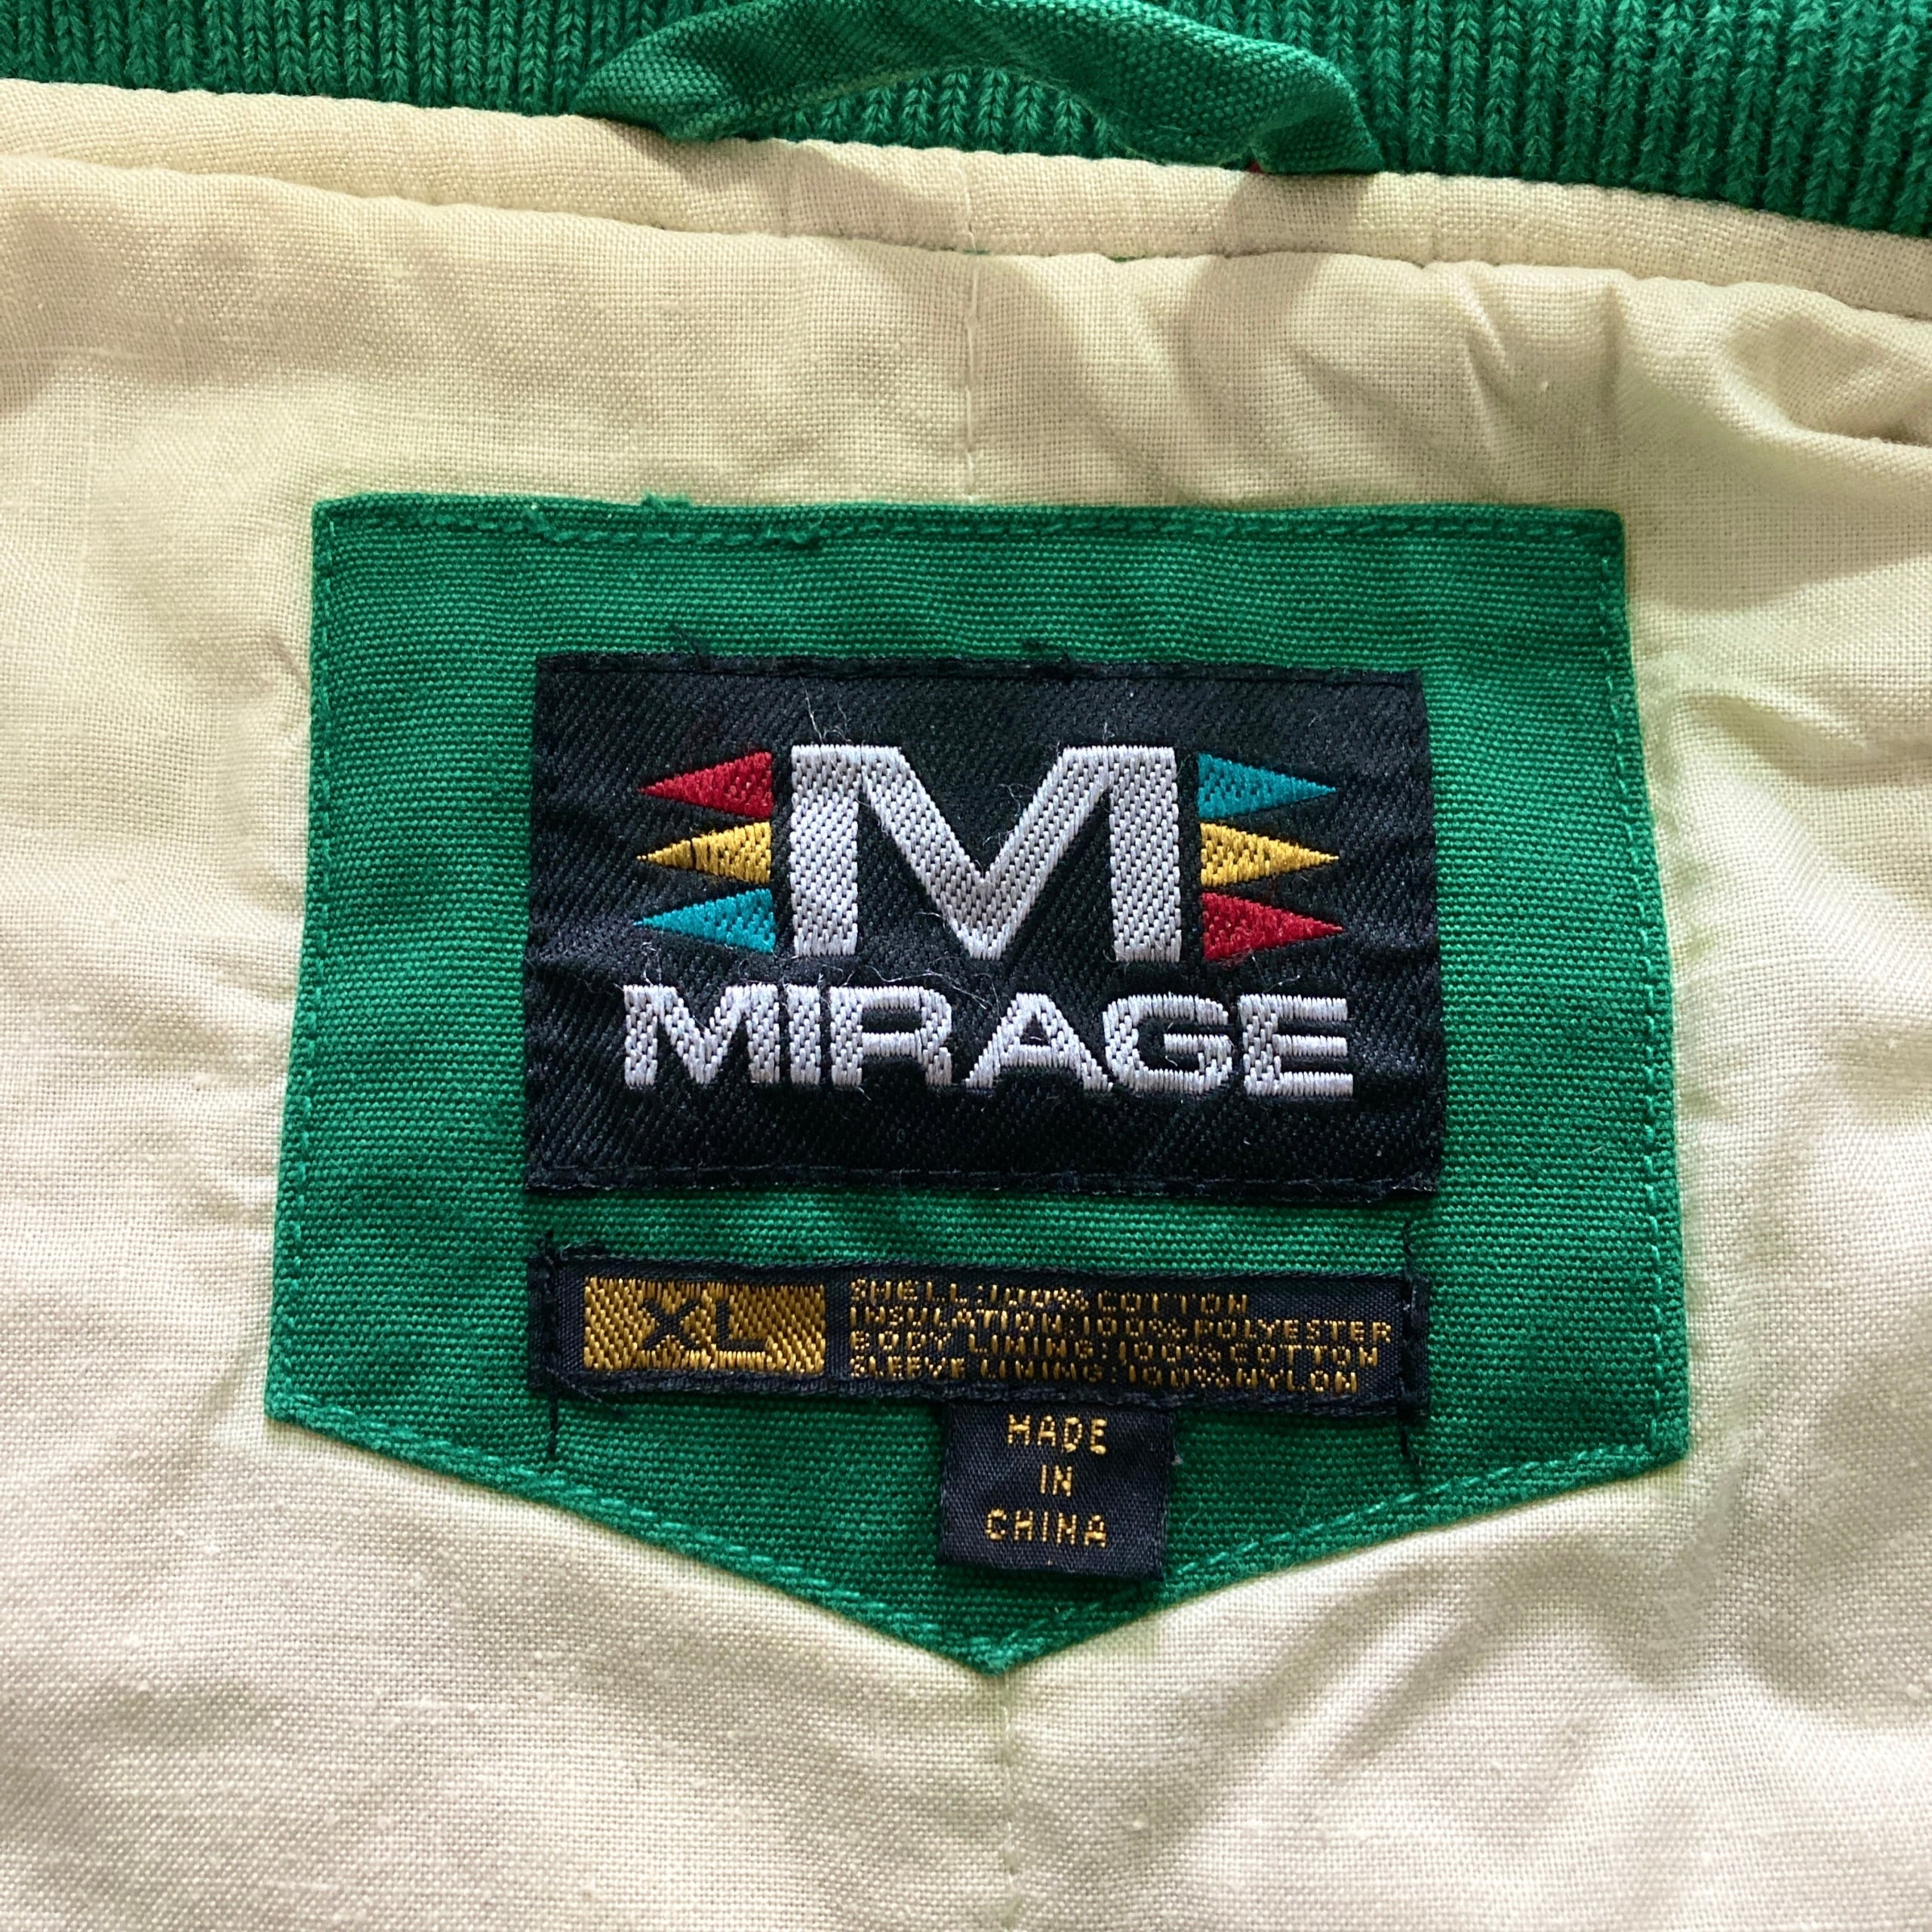 M
MIRAGE
XL
SHELL:100%COTTON
INSULATION:100%POLYESTER
BODY LINING:100%COTTON
SLEEVE LINING:100%NYLON
MADE
IN
CHINA